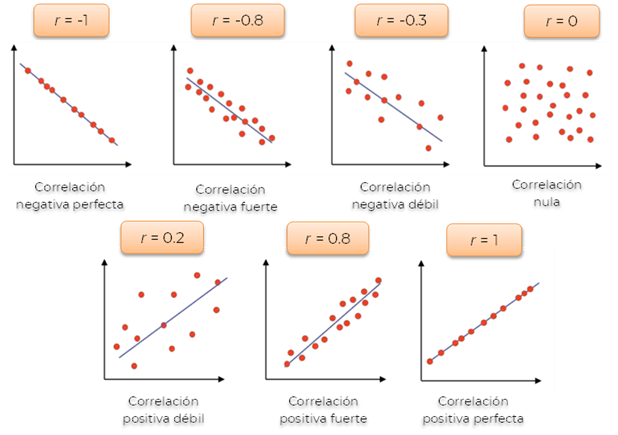 r = -1
r = -0.8
r = -0.3
r = 0
Correlación
negativa perfecta
Correlación
negativa fuerte
Correlación
negativa débil
Correlación
nula
r = 0.2
r = 0.8
r = 1
Correlación
positiva débil
Correlación
positiva fuerte
Correlación
positiva perfecta